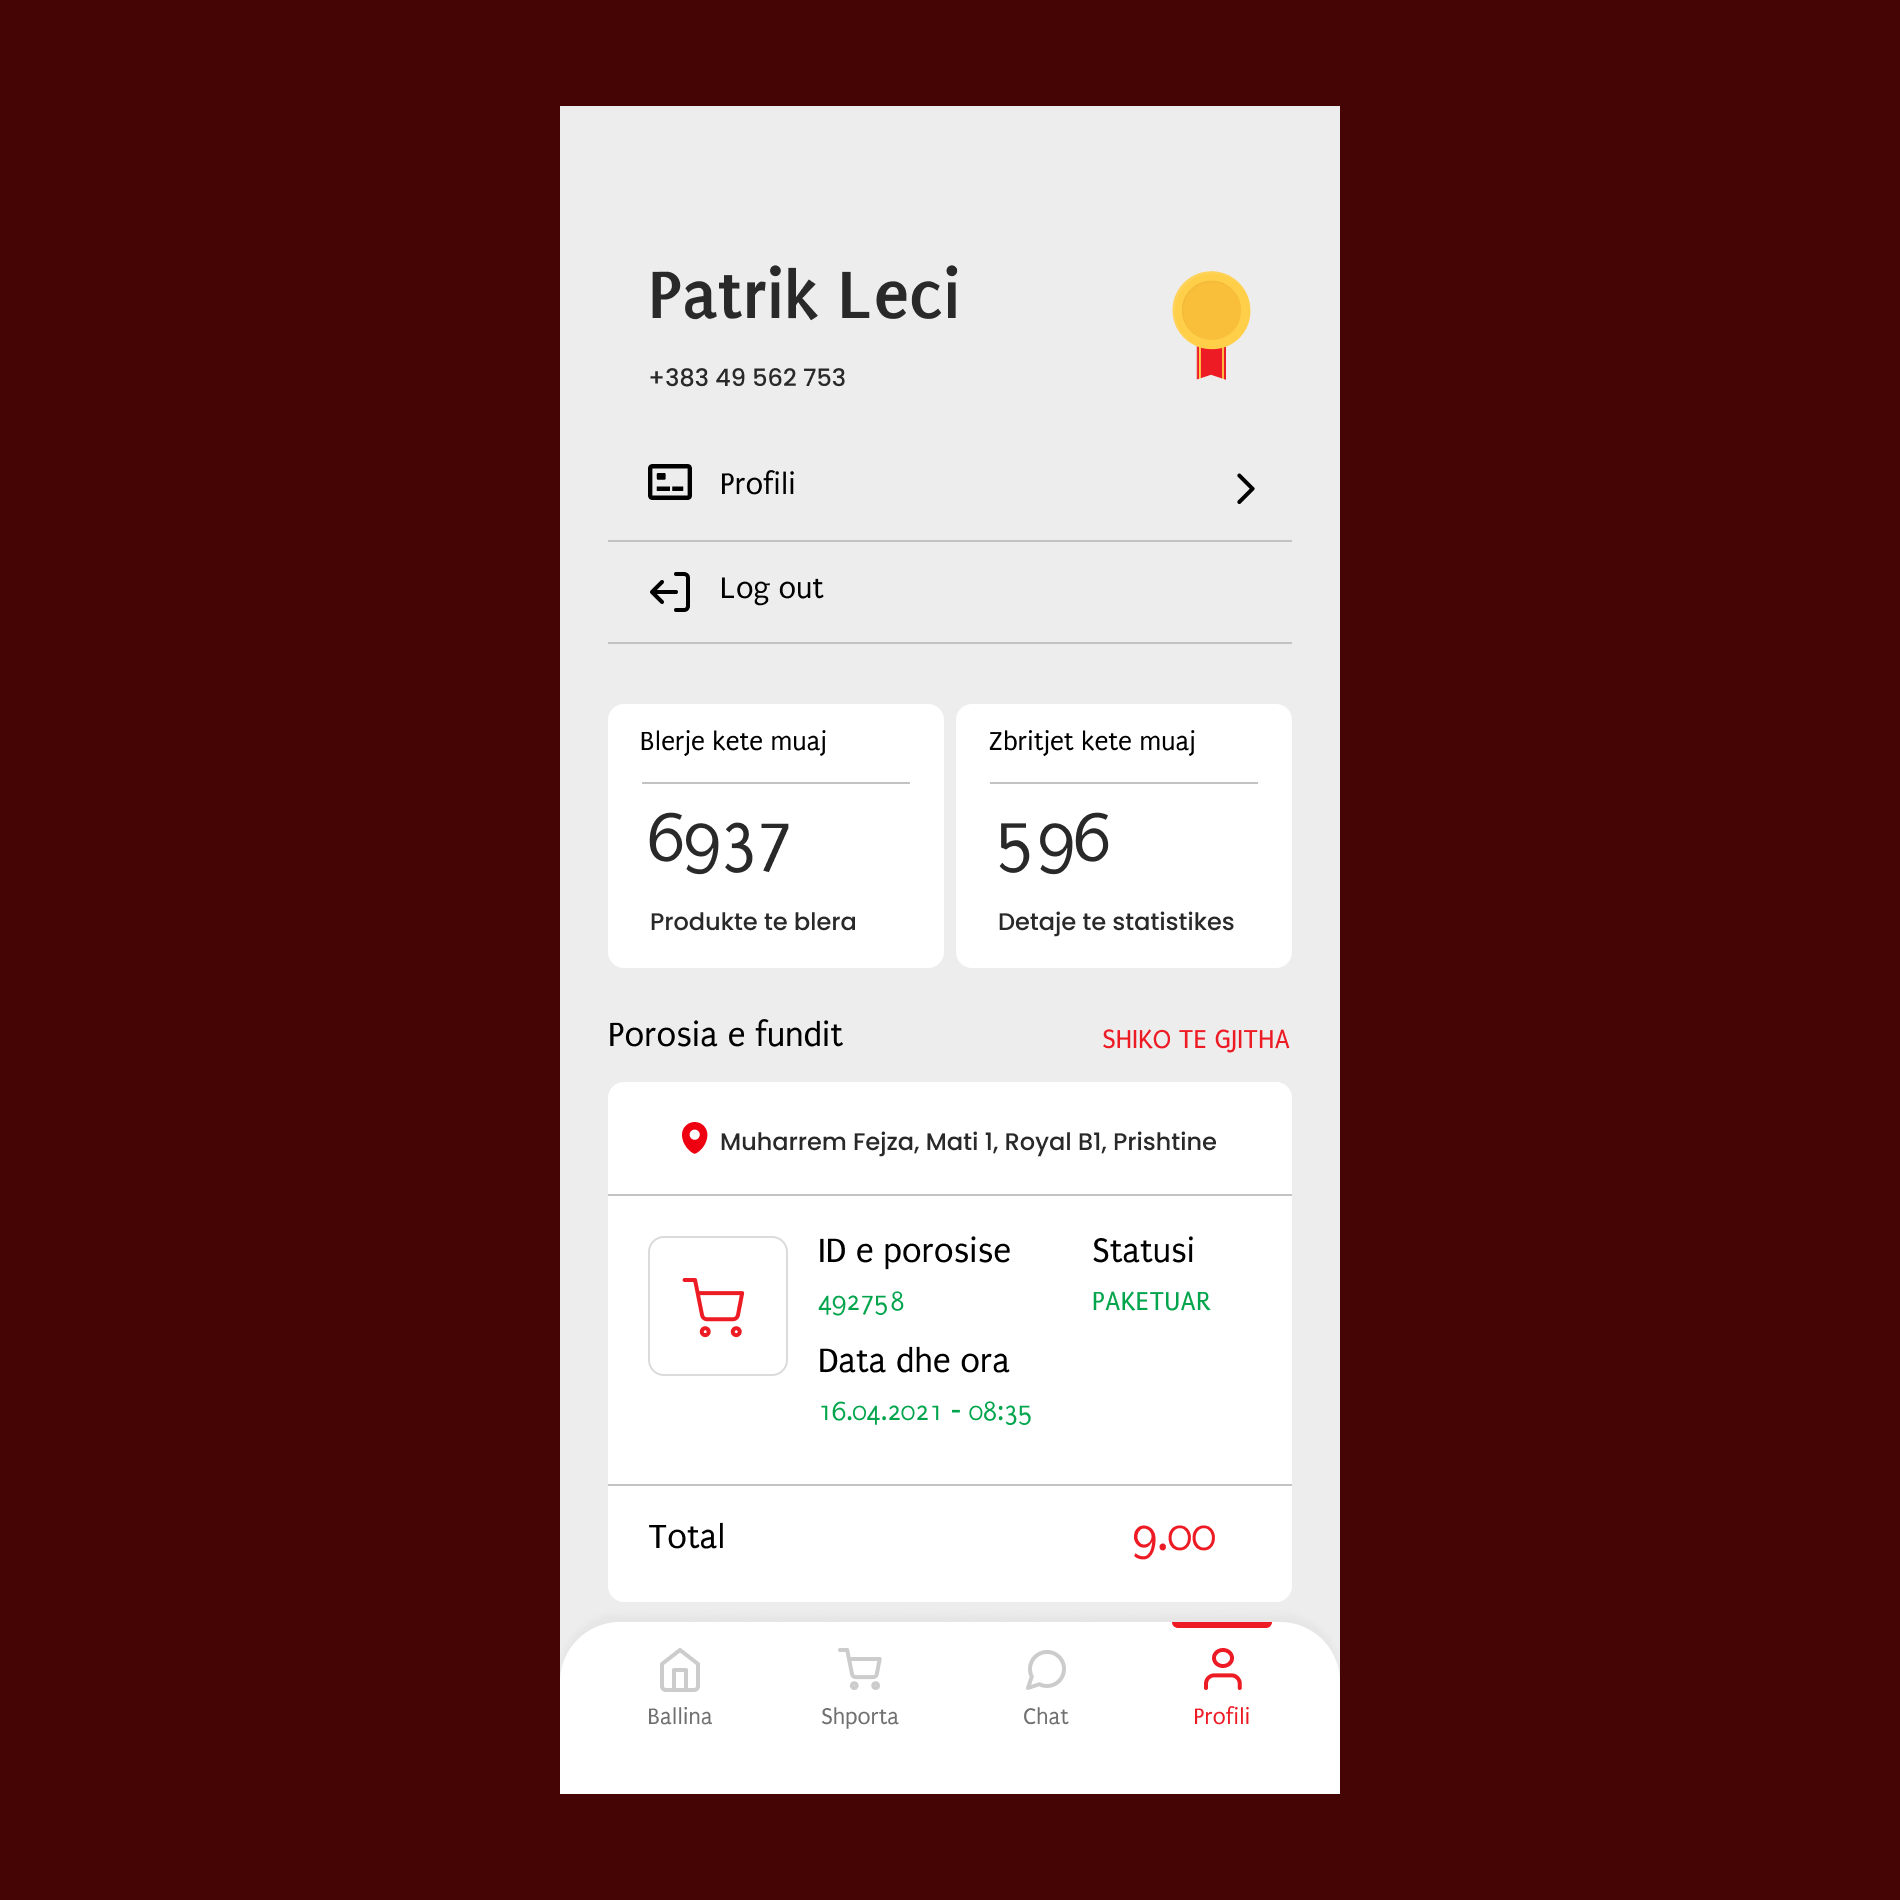 Patrik Leci
+383 49 562 753
Profili
Log out
Blerje kete muaj
6937
Produkte te blera
Zbritjet kete muaj
596
Detaje te statistikes
Porosia e fundit
SHIKO TE GJITHA
Muharrem Fejza, Mati 1, Royal B1, Prishtine
ID e porosise
492758
Statusi
PAKETUAR
Data dhe ora
16.04.2021 - 08:35
Total
9.00
Ballina
Shporta
Chat
Profili